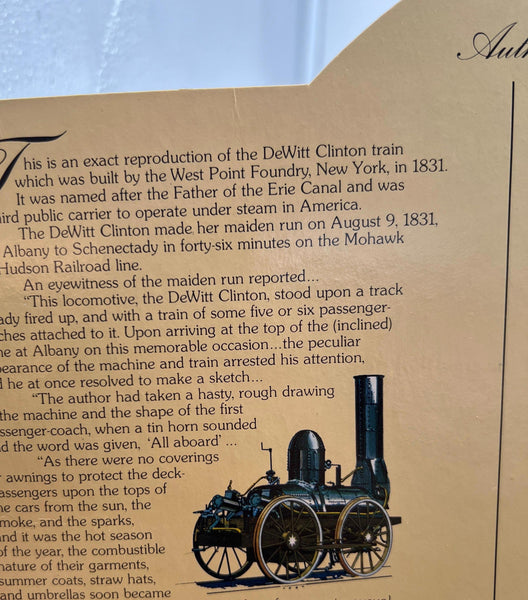 Auth
This is an exact reproduction of the DeWitt Clinton train
which was built by the West Point Foundry, New York, in 1831.
It was named after the Father of the Erie Canal and was
hird public carrier to operate under steam in America.
The DeWitt Clinton made her maiden run on August 9, 1831,
Albany to Schenectady in forty-six minutes on the Mohawk
Hudson Railroad line.
An eyewitness of the maiden run reported...
"This locomotive, the DeWitt Clinton, stood upon a track
ady fired up, and with a train of some five or six passenger-
ches attached to it. Upon arriving at the top of the (inclined)
ne at Albany on this memorable occasion...the peculiar
pearance of the machine and train arrested his attention,
d he at once resolved to make a sketch...
"The author had taken a hasty, rough drawing
the machine and the shape of the first
ssenger-coach, when a tin horn sounded
d the word was given, 'All aboard' ...
"As there were no coverings
r awnings to protect the deck-
assengers upon the tops of
he cars from the sun, the
moke, and the sparks,
and it was the hot season
of the year, the combustible
nature of their garments,
summer coats, straw hats,
and umbrellas soon became